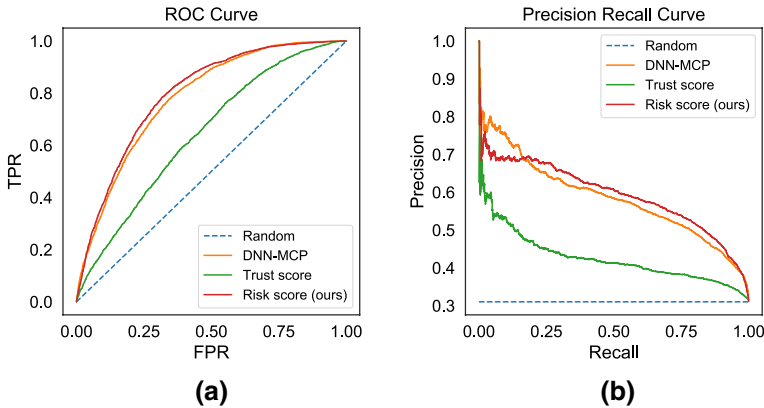 ROC Curve
1.0
0.8
0.6
0.4
0.2
0.0
TPR
0.00 0.25 0.50 0.75 1.00
FPR
Random
DNN-MCP
Trust score
Risk score (ours)
(a)
Precision Recall Curve
1.0
0.9
0.8
0.7
0.6
0.5
0.4
0.3
Precision
0.00 0.25 0.50 0.75 1.00
Recall
Random
DNN-MCP
Trust score
Risk score (ours)
(b)